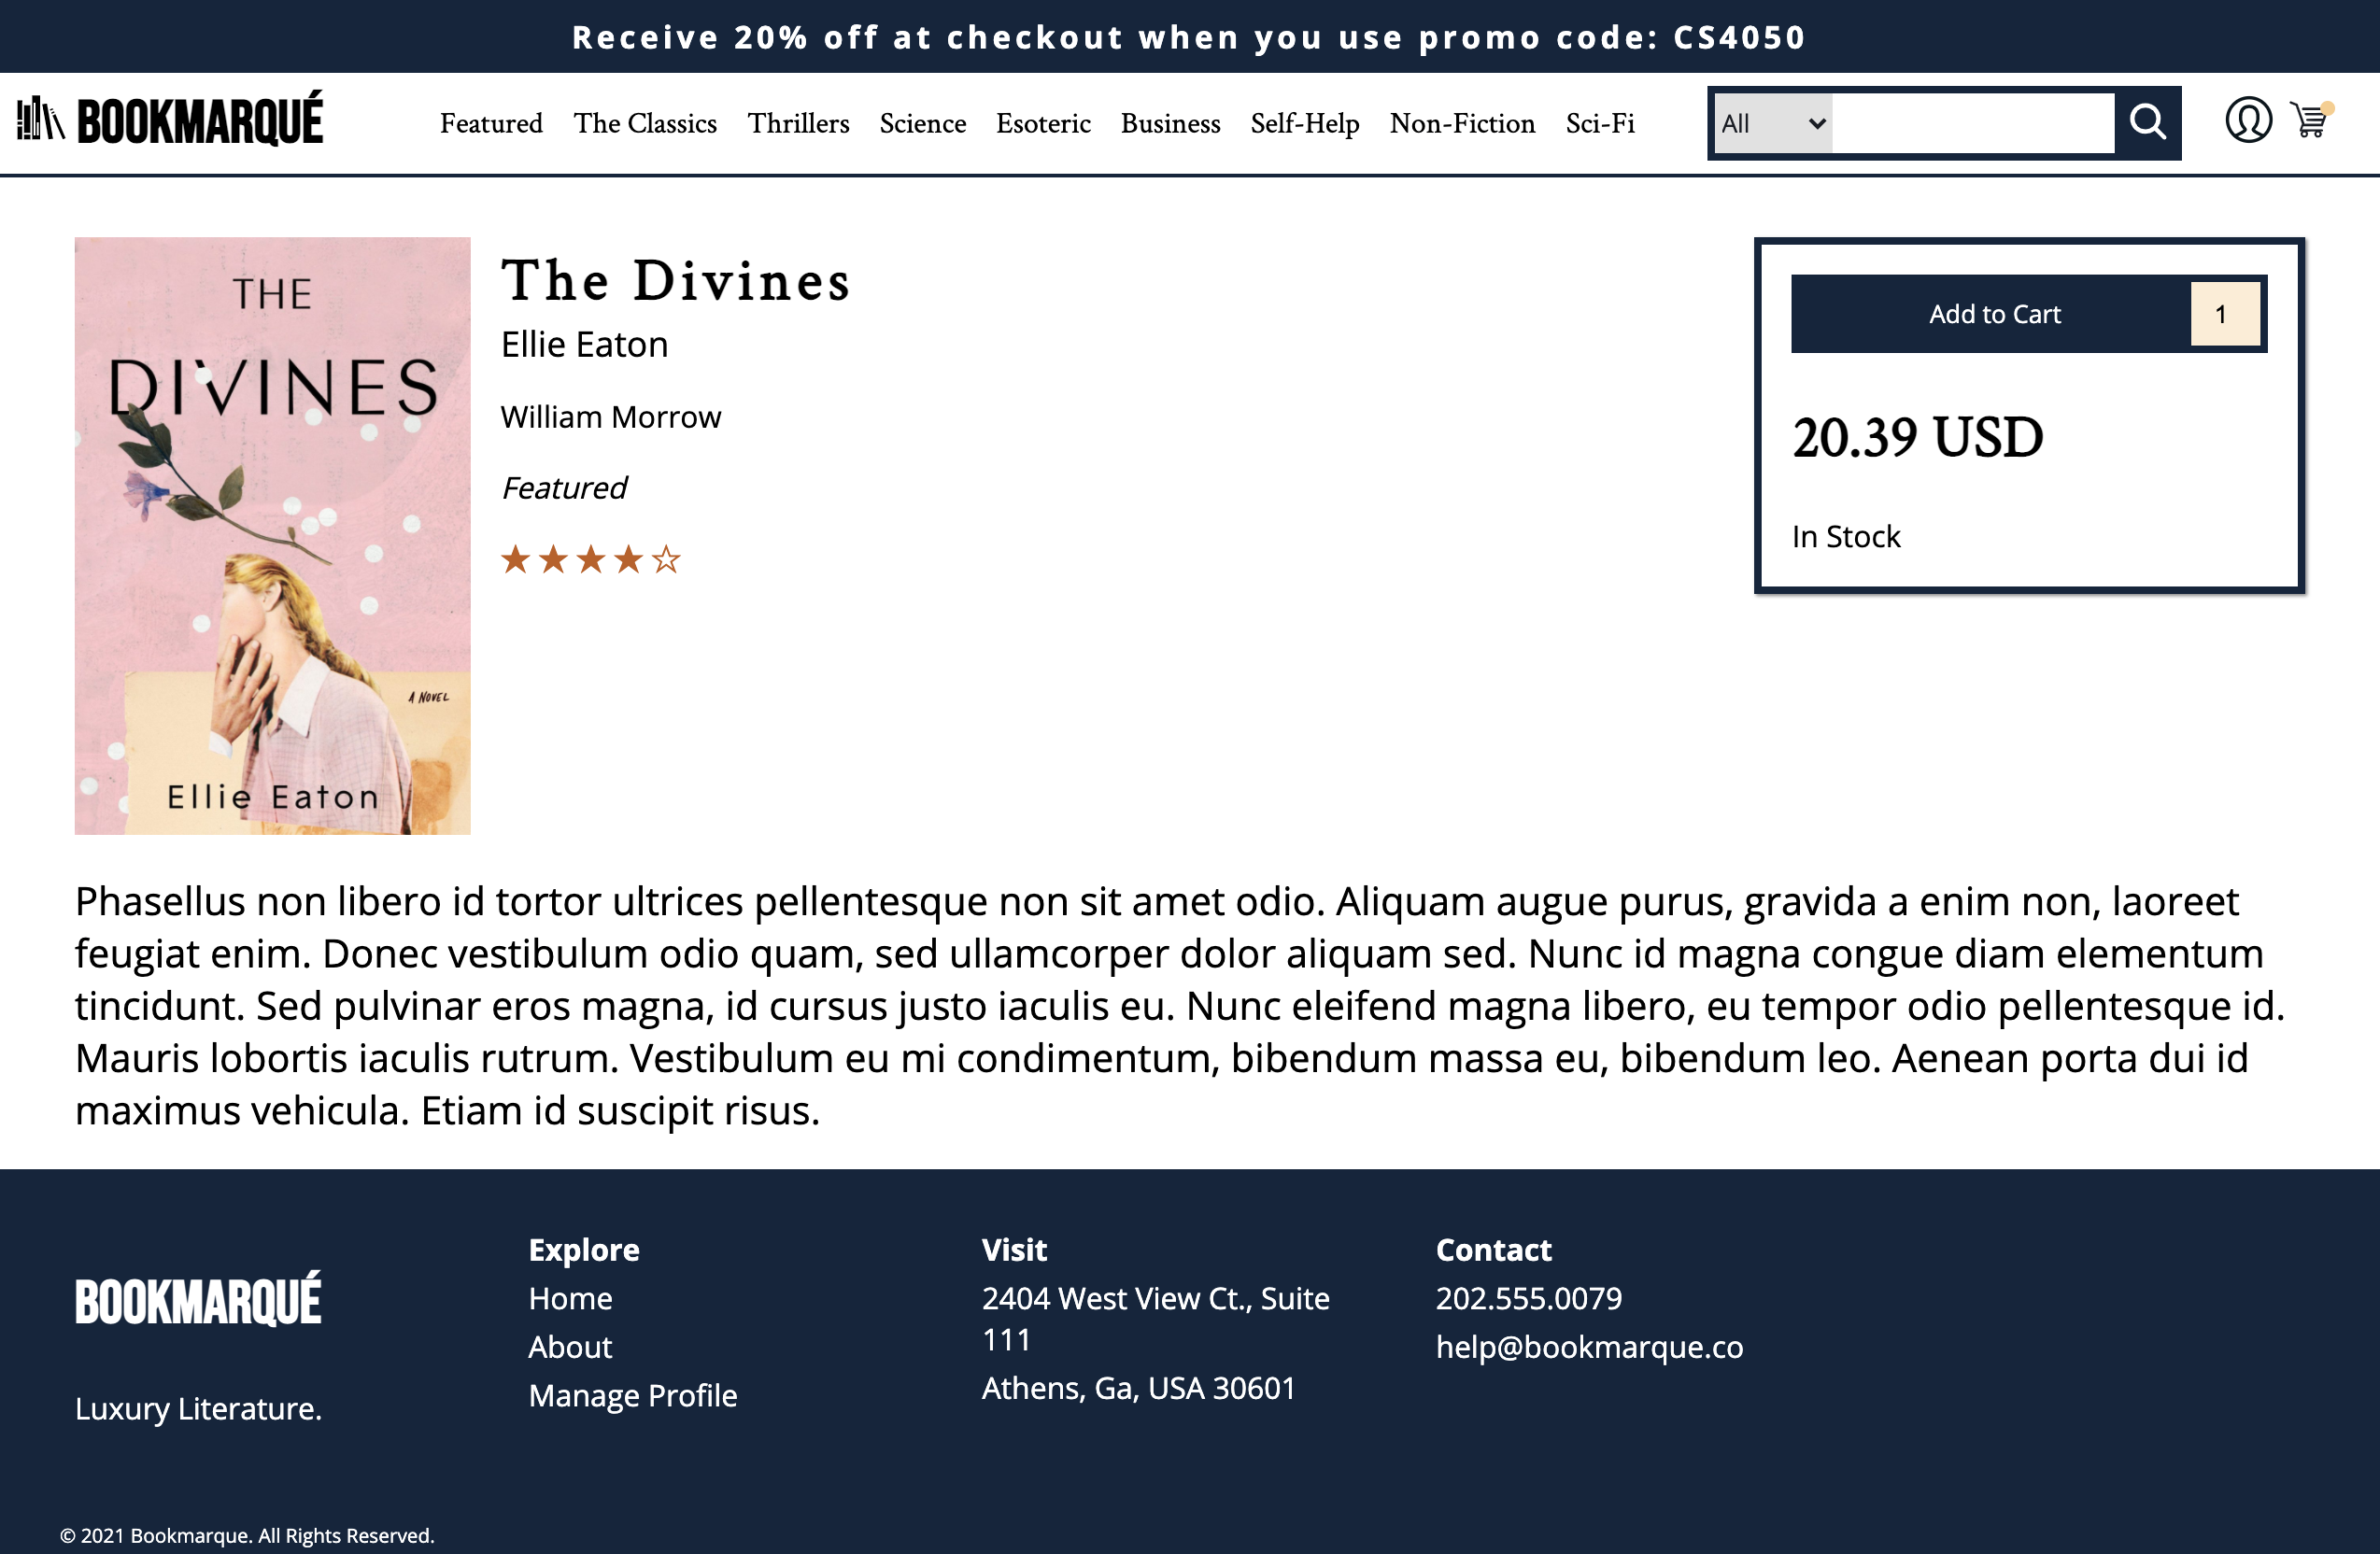 Receive 20% off at checkout when you use promo code: CS4050
BOOKMARQUÉ
Featured The Classics Thrillers Science Esoteric Business Self-Help Non-Fiction Sci-Fi
All
THE
DIVINES
A NOVEL
Ellie Eaton
The Divines
Ellie Eaton
William Morrow
Featured
Add to Cart 1
20.39 USD
In Stock
Phasellus non libero id tortor ultrices pellentesque non sit amet odio. Aliquam augue purus, gravida a enim non, laoreet
feugiat enim. Donec vestibulum odio quam, sed ullamcorper dolor aliquam sed. Nunc id magna congue diam elementum
tincidunt. Sed pulvinar eros magna, id cursus justo iaculis eu. Nunc eleifend magna libero, eu tempor odio pellentesque id.
Mauris lobortis iaculis rutrum. Vestibulum eu mi condimentum, bibendum massa eu, bibendum leo. Aenean porta dui id
maximus vehicula. Etiam id suscipit risus.
BOOKMARQUÉ
Luxury Literature.
Explore
Home
About
Manage Profile
Visit
2404 West View Ct., Suite
111
Athens, Ga, USA 30601
Contact
202.555.0079
help@bookmarque.co
© 2021 Bookmarque. All Rights Reserved.